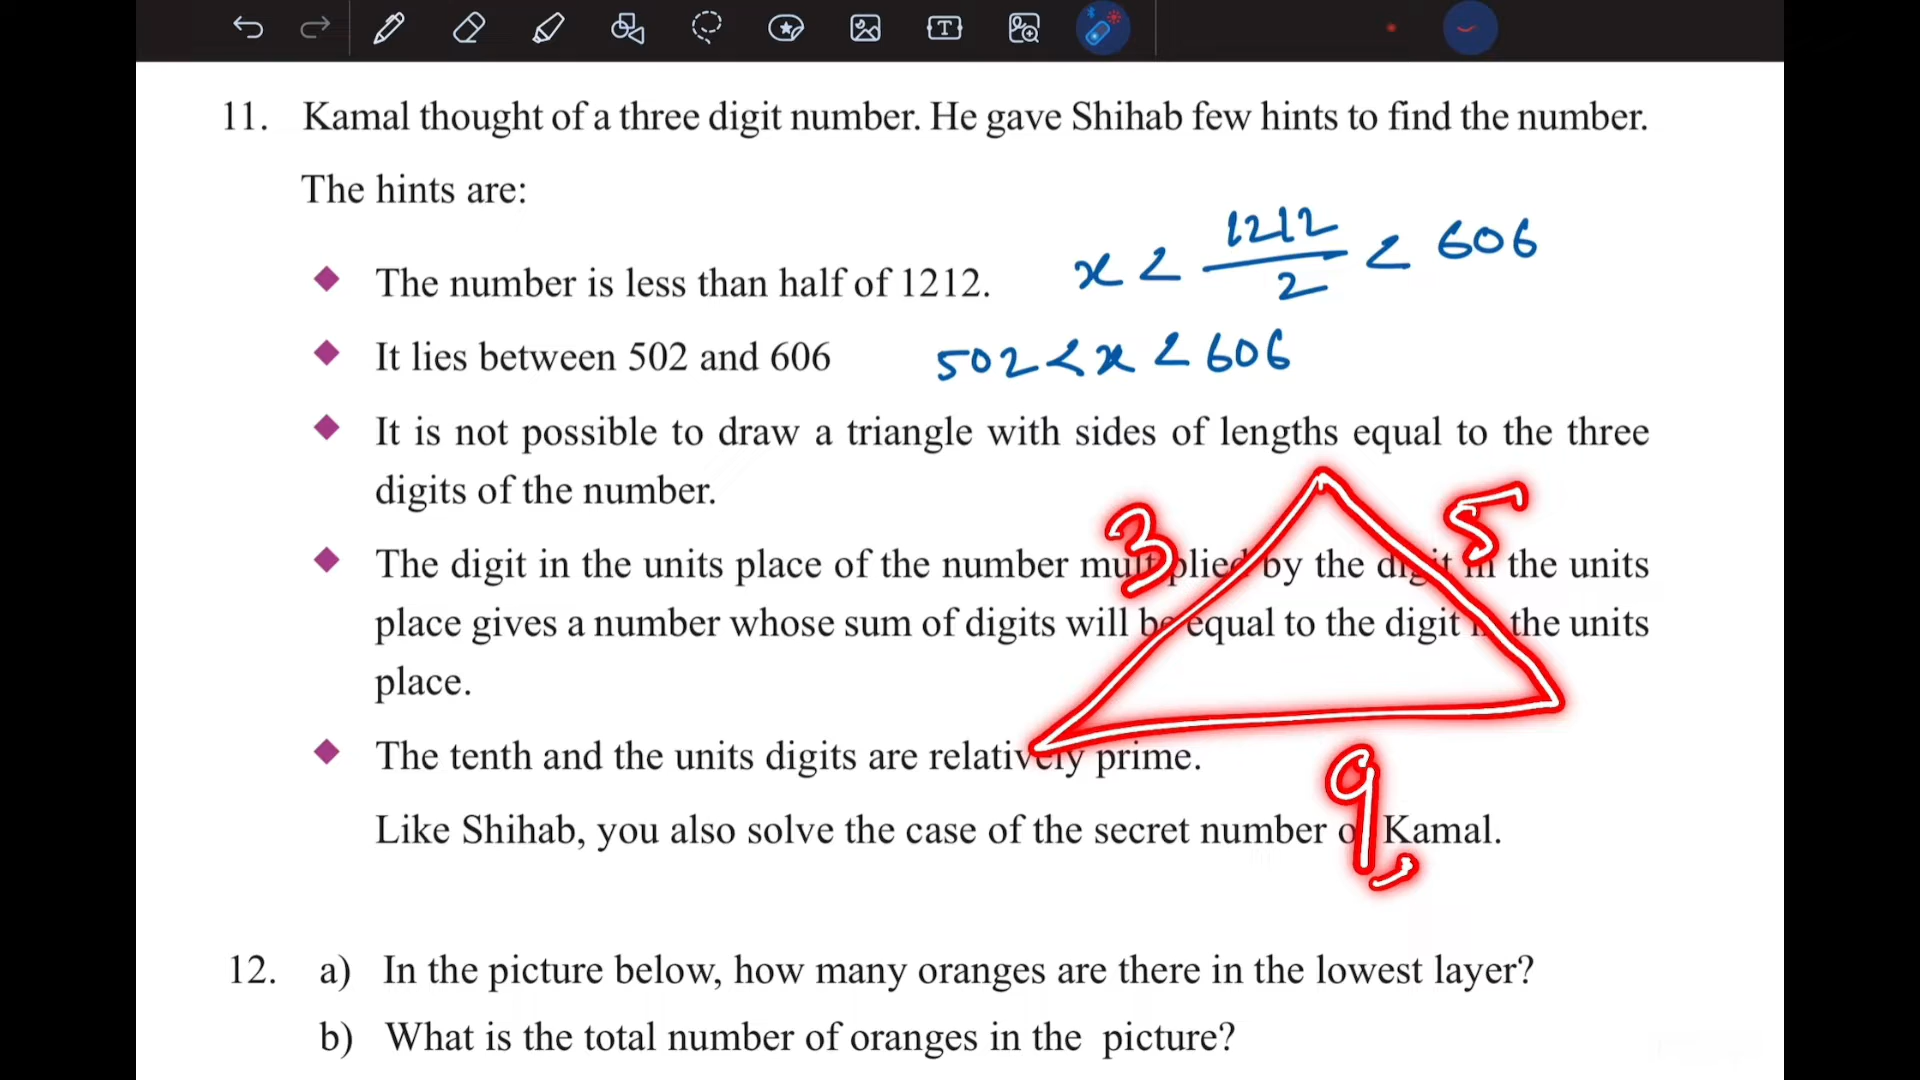 11. Kamal thought of a three digit number. He gave Shihab few hints to find the number.
The hints are:
◆ The number is less than half of 1212. x < 1212/2 < 606
◆ It lies between 502 and 606 502 < x < 606
◆ It is not possible to draw a triangle with sides of lengths equal to the three
digits of the number.
3 5
◆ The digit in the units place of the number multiplied by the digit in the units
place gives a number whose sum of digits will be equal to the digit in the units
place.
◆ The tenth and the units digits are relatively prime.
9,
Like Shihab, you also solve the case of the secret number of Kamal.
12. a) In the picture below, how many oranges are there in the lowest layer?
b) What is the total number of oranges in the picture?